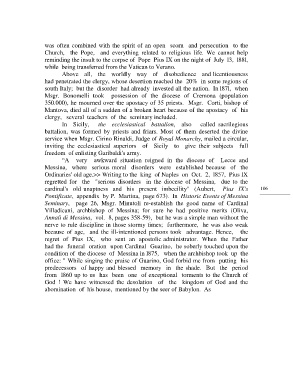 was often combined with the spirit of an open scorn and persecution to the
Church, the Pope, and everything related to religious life. We cannot help
reminding the insult to the corpse of Pope Pius IX on the night of July 13, 1881,
while being transferred from the Vatican to Verano.
Above all, the worldly way of disobedience and licentiousness
had penetrated the clergy, whose desertion reached the 20% in some regions of
south Italy; but the disorder had already invested all the nation. In 1871, when
Msgr. Bonomelli took possession of the diocese of Cremona (population
350.000), he mourned over the apostasy of 35 priests. Msgr. Corti, bishop of
Mantova, died all of a sudden of a broken heart because of the apostasy of his
clergy, several teachers of the seminary included.
In Sicily, the ecclesiastical battalion, also called sacrilegious
battalion, was formed by priests and friars. Most of them deserted the divine
service when Msgr. Cirino Rinaldi, Judge of Royal Monarchy, mailed a circular,
inviting the ecclesiastical superiors of Sicily to give their subjects full
freedom of enlisting Garibaldi's army.
"A very awkward situation reigned in the diocese of Lecce and
Messina, where serious moral disorders were established because of the
Ordinaries' old age.>> Writing to the king of Naples on Oct. 2, 1857, Pius IX
regretted for the "serious disorders in the diocese of Messina, due to the
cardinal's old unaptness and his present imbecility" (Aubert, Pius IX's
Pontificate, appendix by P. Martina, page 673). In Historic Events of Messina
Seminary, page 26, Msgr. Minutoli re-establish the good name of Cardinal
Villadicani, archbishop of Messina; for sure he had positive merits (Oliva,
Annali di Messina, vol. 8, pages 358-59), but he was a simple man without the
nerve to rule discipline in those stormy times; furthermore, he was also weak
because of age, and the ill-intentioned persons took advantage. Hence, the
regret of Pius IX, who sent an apostolic administrator. When the Father
had the funeral oration upon Cardinal Guarino, he soberly touched upon the
condition of the diocese of Messina in 1875, when the archbishop took up the
office: " While singing the praise of Guarino, God forbid me from putting his
predecessors of happy and blessed memory in the shade. But the period
from 1860 up to us has been one of exceptional torments to the Church of
God ! We have witnessed the desolation of the kingdom of God and the
abomination of his house, mentioned by the seer of Babylon. As
106